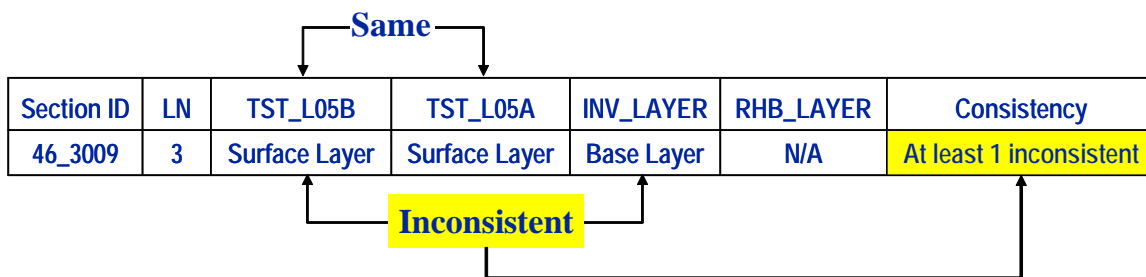 Same
Section ID LN TST_L05B TST_L05A INV_LAYER RHB_LAYER Consistency
46_3009 3 Surface Layer Surface Layer Base Layer N/A At least 1 inconsistent
Inconsistent